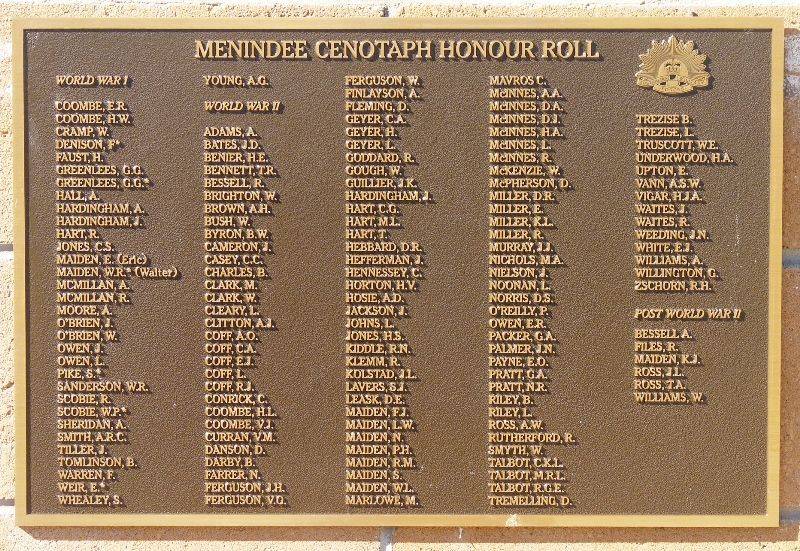 MENINDEE CENOTAPH HONOUR ROLL
WORLD WAR I
COOMBE, E.R.
COOMBE, H.W.
CRAMP, W.
DENISON, F*
FAUST, H.
GREENLEES, G.G.
GREENLEES, G.G.*
HALL, A.
HARDINGHAM, A.
HARDINGHAM, J.
HART, R.
JONES, C.S.
MAIDEN, E. (Eric)
MAIDEN, W.R.* (Walter)
MCMILLAN, A.
MCMILLAN, R.
MOORE, A.
O'BRIEN, J.
O'BRIEN, W.
OWEN, J.
OWEN, L.
PIKE, S.*
SANDERSON, W.R.
SCOBIE, R.
SCOBIE, W.P.*
SHERIDAN, A.
SMITH, A.R.C.
TILLER, J.
TOMLINSON, B.
WARREN, F.
WEIR, E.*
WHEALEY, S.
YOUNG, A.G.
WORLD WAR II
ADAMS, A.
BATES, J.D.
BENIER, H.E.
BENNETT, T.R.
BESSELL, R.
BRIGHTON, W.
BROWN, A.H.
BUSH, W.
BYRON, B.W.
CAMERON, J.
CASEY, C.C.
CHARLES, B.
CLARK, M.
CLARK, W.
CLEARY, L.
CLITTON, A.J.
COFF, A.O.
COFF, C.A.
COFF, E.J.
COFF, L.
COFF, R.J.
CONRICK, C.
COOMBE, H.L.
COOMBE, V.J.
CURRAN, V.M.
DANSON, D.
DARBY, B.
FARRER, N.
FERGUSON, J.H.
FERGUSON, V.G.
FERGUSON, W.
FINLAYSON, A.
FLEMING, D.
GEYER, C.A.
GEYER, H.
GEYER, L.
GODDARD, R.
GOUGH, W.
GUILLIER, J.K.
HARDINGHAM, J.
HART, C.G.
HART, M.L.
HART, T.
HEBBARD, D.R.
HEFFERMAN, J.
HENNESSEY, C.
HORTON, H.V.
HOSIE, A.D.
JACKSON, J.
JOHNS, L.
JONES, H.S.
KIDDLE, R.N.
KLEMM, R.
KOLSTAD, J.L.
LAVERS, S.J.
LEASK, D.E.
MAIDEN, F.J.
MAIDEN, L.W.
MAIDEN, N.
MAIDEN, P.H.
MAIDEN, R.M.
MAIDEN, S.
MAIDEN, W.L.
MARLOWE, M.
MAVROS C.
McINNES, A.A.
McINNES, D.A.
McINNES, D.J.
McINNES, H.A.
McINNES, L.
McINNES, R.
McKENZIE, W.
McPHERSON, D.
MILLER, D.R.
MILLER, E.
MILLER, K.L.
MILLER, R.
MURRAY, J.J.
NICHOLS, M.A.
NIELSON, J.
NOONAN, L.
NORRIS, D.S.
O'REILLY, P.
OWEN, E.R.
PACKER, G.A.
PALMER, J.N.
PAYNE, E.O.
PRATT, G.A.
PRATT, N.R.
RILEY, B.
RILEY, L.
ROSS, A.W.
RUTHERFORD, R.
SMYTH, W.
TALBOT, C.K.L.
TALBOT, M.R.L.
TALBOT, R.G.E.
TREMELLING, D.
TREZISE B.
TREZISE, L.
TRUSCOTT, W.E.
UNDERWOOD, H.A.
UPTON, E.
VANN, A.S.W.
VIGAR, H.J.A.
WAITES, J.
WAITES, R.
WEEDING, J.N.
WHITE, E.J.
WILLIAMS, A.
WILLINGTON, G.
ZSCHORN, R.H.
POST WORLD WAR II
BESSELL A.
FILES, R.
MAIDEN, K.J.
ROSS, J.L.
ROSS, T.A.
WILLIAMS, W.